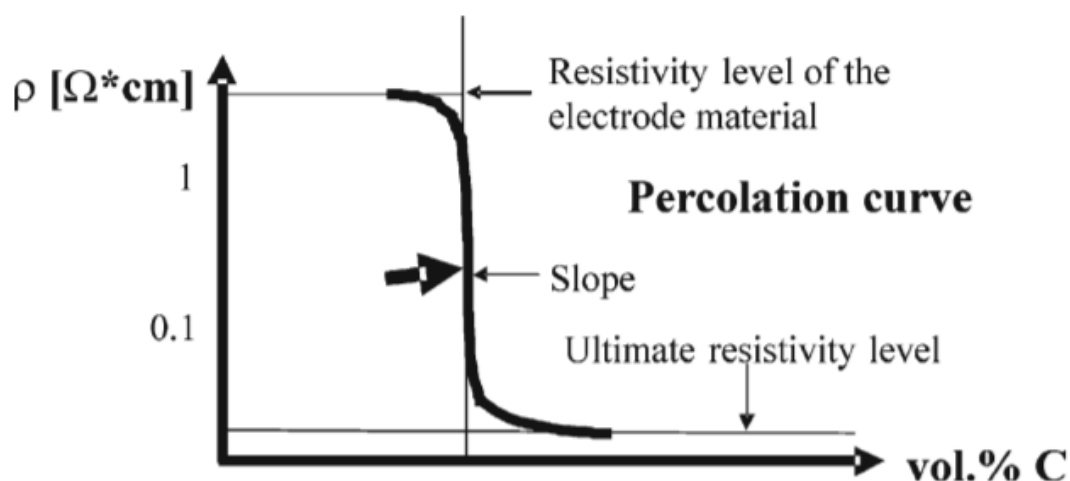 ρ [Ω*cm]
Resistivity level of the
electrode material
1
Percolation curve
Slope
0.1
Ultimate resistivity level
vol.% C